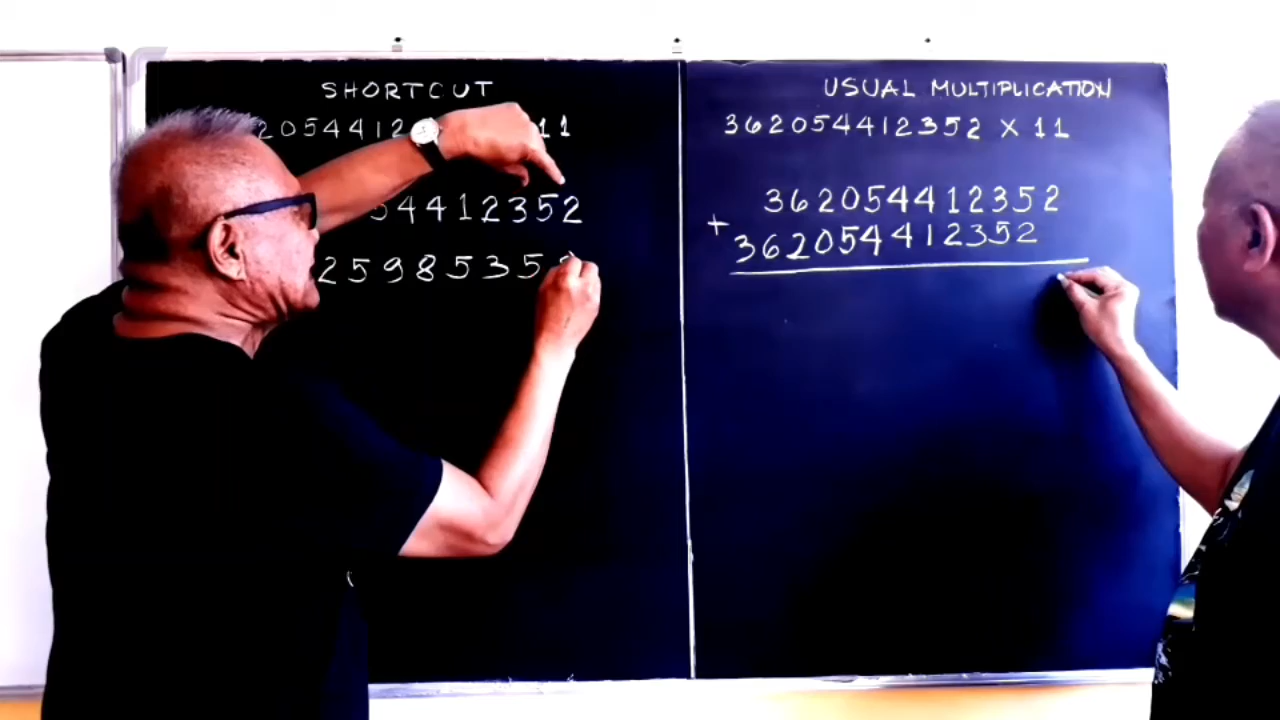 SHORTCUT
2054412 11
54412352
2598535
USUAL MULTIPLICATION
362054412352 X 11
362054412352
+ 362054412352